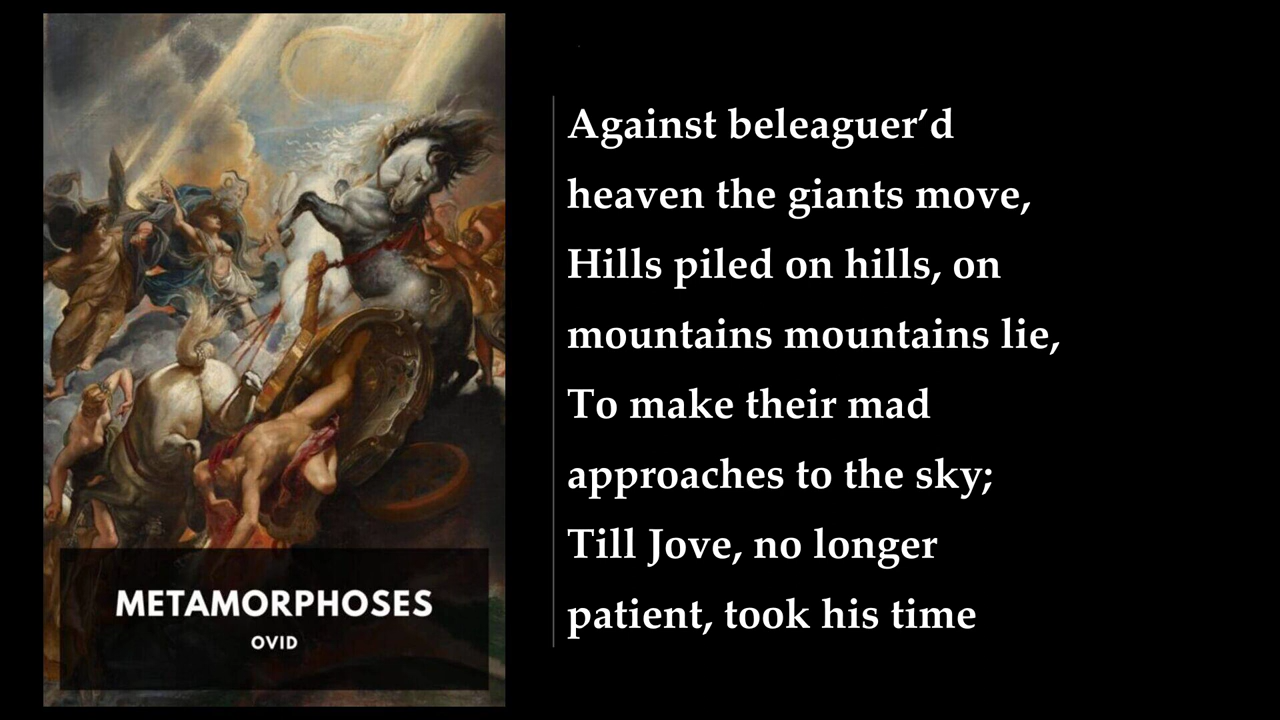 METAMORPHOSES
OVID
Against beleaguer’d
heaven the giants move,
Hills piled on hills, on
mountains mountains lie,
To make their mad
approaches to the sky;
Till Jove, no longer
patient, took his time